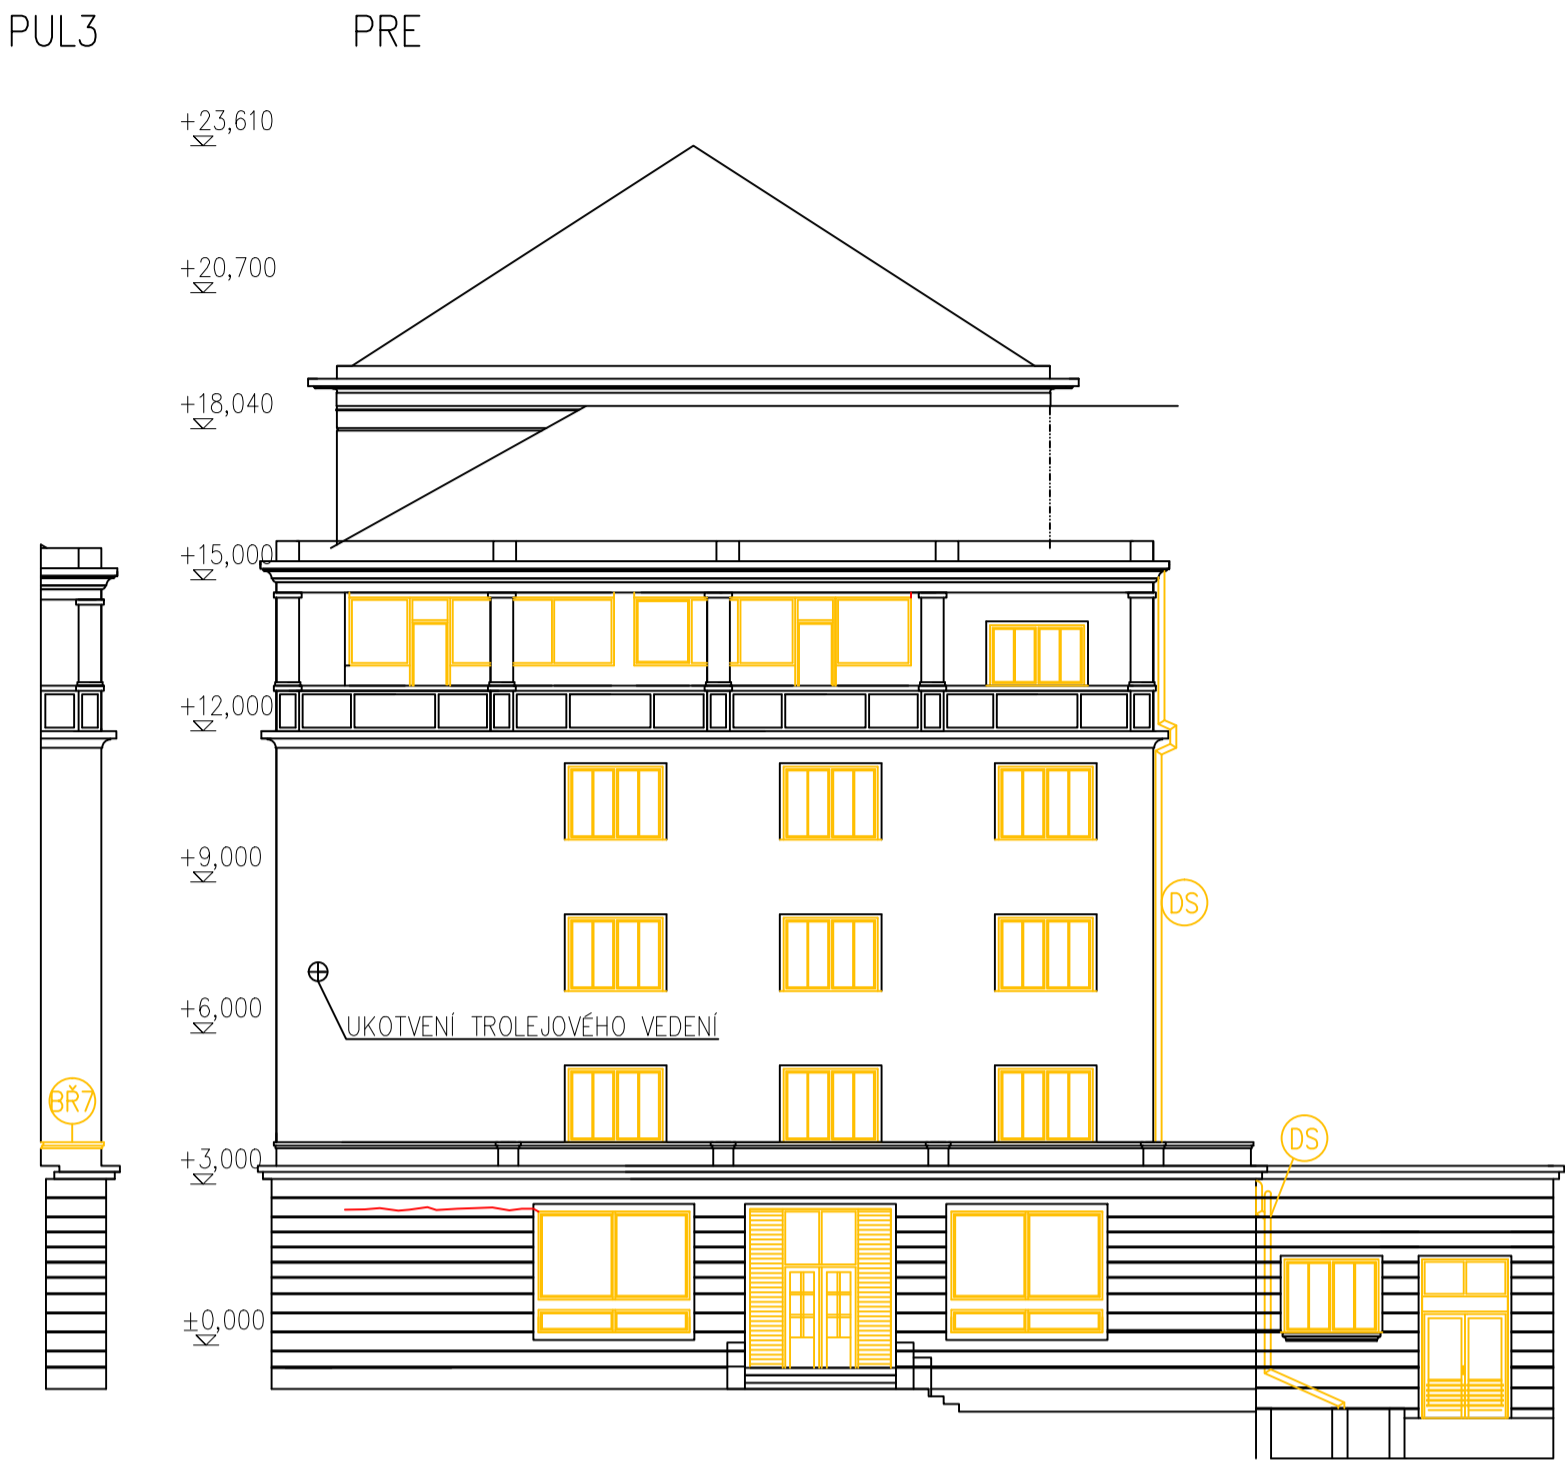 PUL3 PRE
+23,610
+20,700
+18,040
+15,000
+12,000
+9,000
DS
+6,000
UKOTVENÍ TROLEJOVÉHO VEDENÍ
BŘ7
DS
+3,000
±0,000